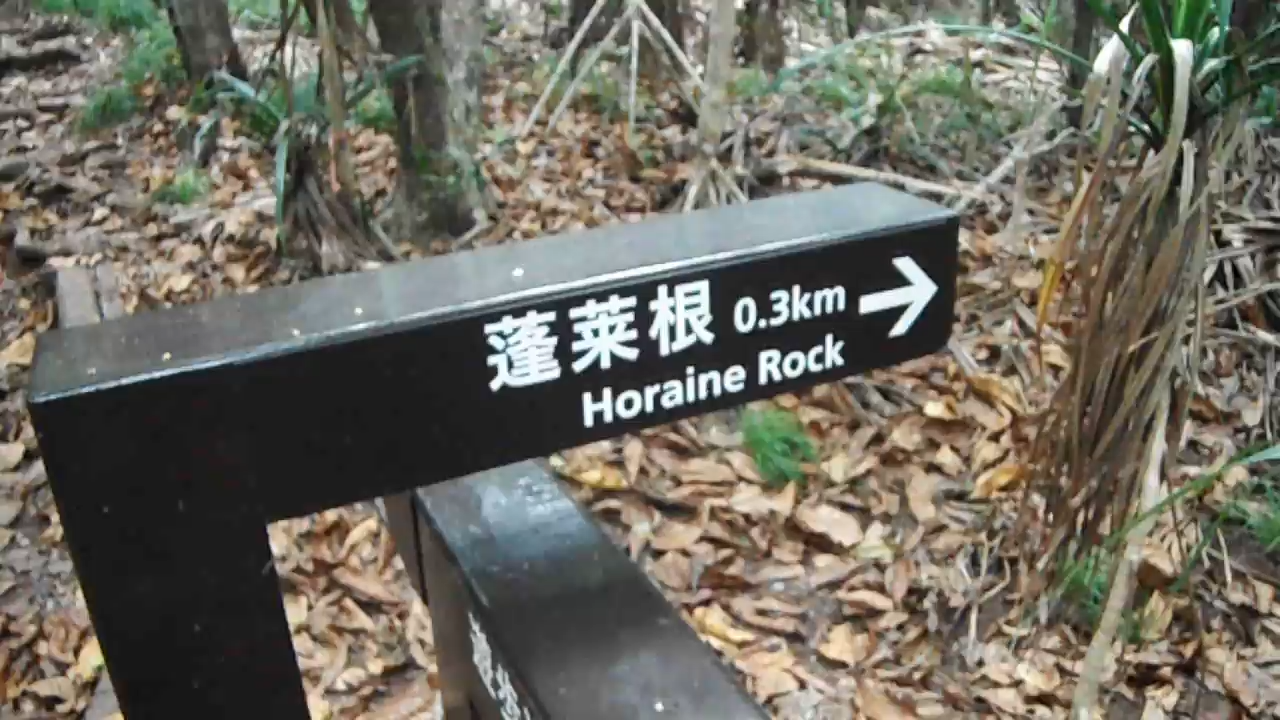 蓬莱根 0.3km →
Horaine Rock